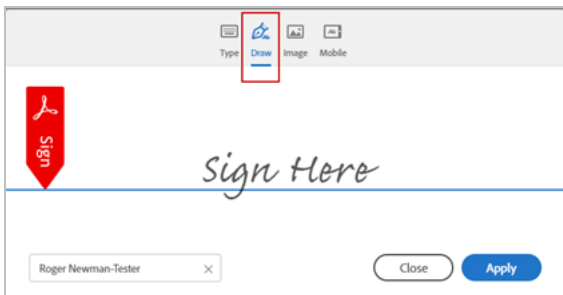 Type Draw Image Mobile
Sign
Sign Here
Roger Newman-Tester
Close Apply